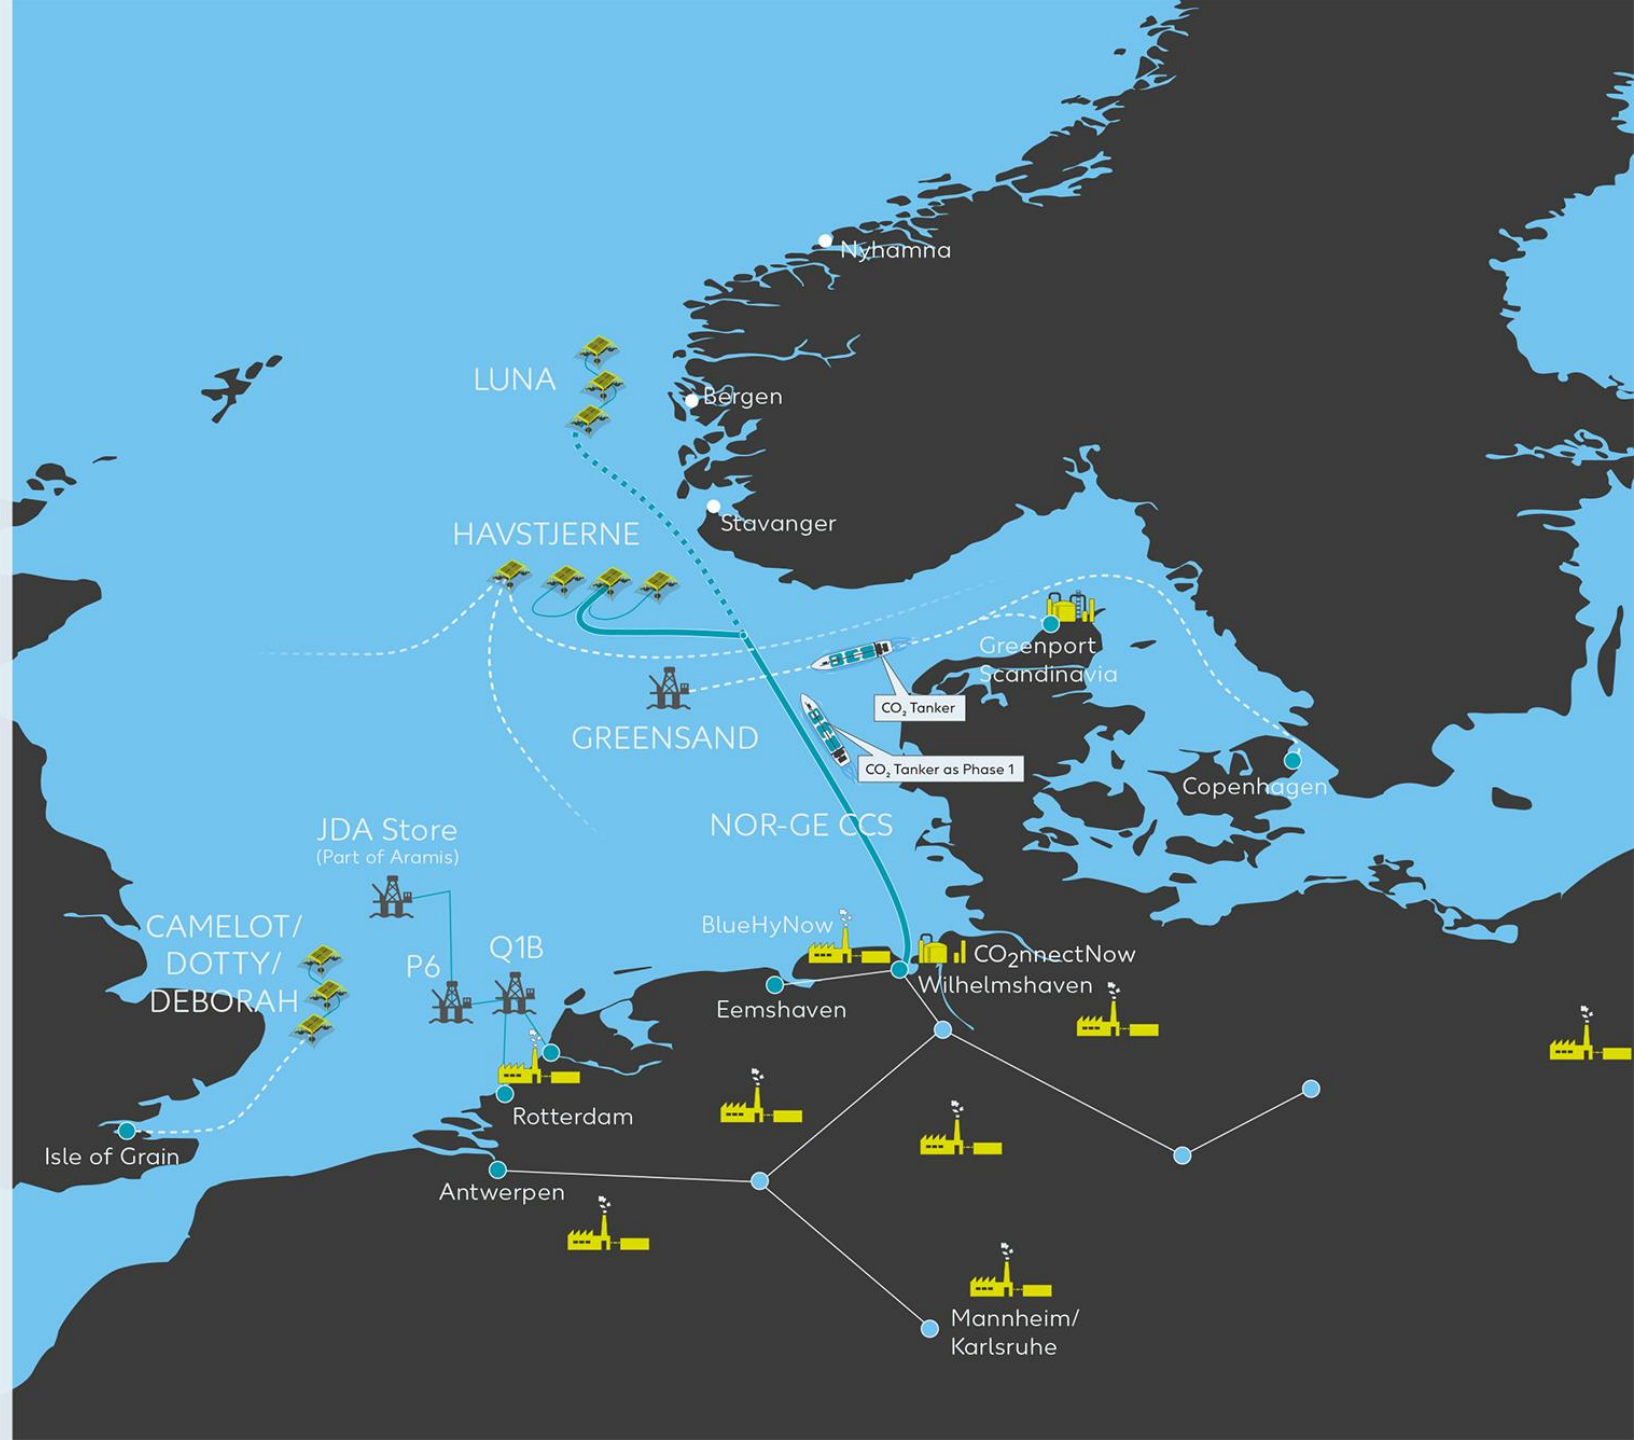 Nyhamna
LUNA
Bergen
Stavanger
HAVSTJERNE
Greenport
Scandinavia
CO₂ Tanker
GREENSAND
CO₂ Tanker as Phase 1
Copenhagen
NOR-GE CCS
JDA Store
(Part of Aramis)
CAMELOT/
DOTTY/
DEBORAH
BlueHyNow
Q1B
P6
CO₂nnectNow
Wilhelmshaven
Eemshaven
Rotterdam
Isle of Grain
Antwerpen
Mannheim/
Karlsruhe